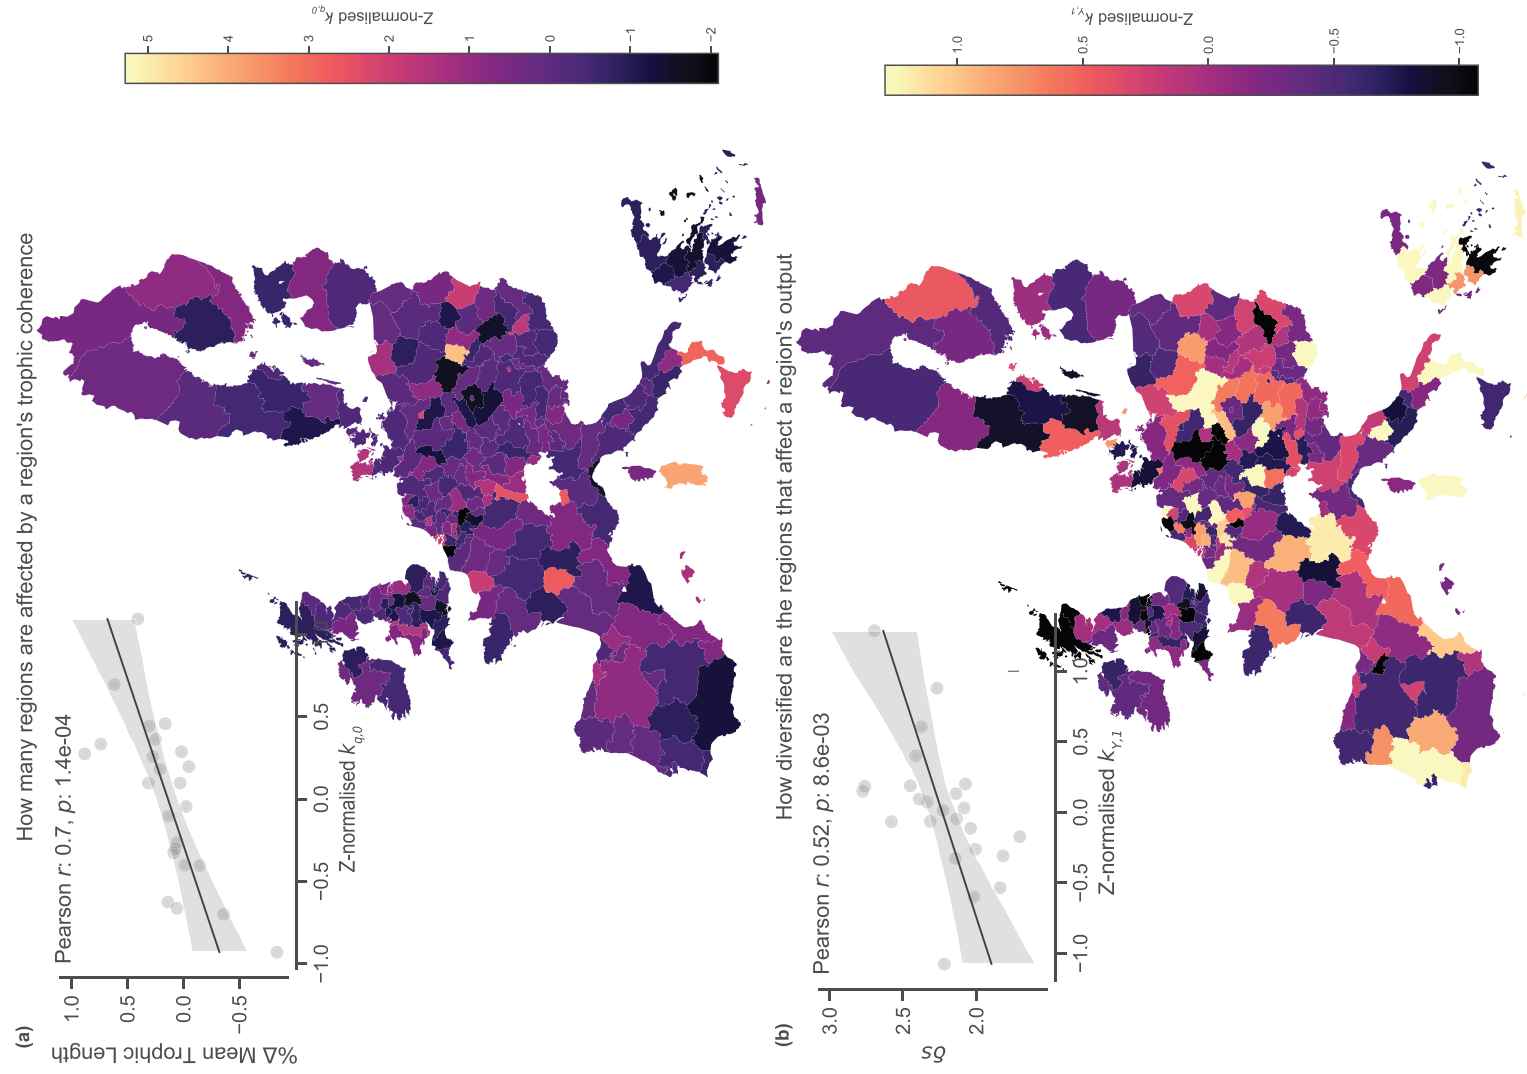 (a)
How many regions are affected by a region's trophic coherence
Pearson r: 0.7, p: 1.4e-04
%Δ Mean Trophic Length
1.0
0.5
0.0
−0.5
−1.0
−0.5
0.0
0.5
Z-normalised k_{q,0}
5
4
3
2
1
0
−1
−2
Z-normalised k_{q,0}
(b)
How diversified are the regions that affect a region's output
Pearson r: 0.52, p: 8.6e-03
δs
3.0
2.5
2.0
−1.0
−0.5
0.0
0.5
1.0
Z-normalised k_{Y,1}
1.0
0.5
0.0
−0.5
−1.0
Z-normalised k_{Y,1}